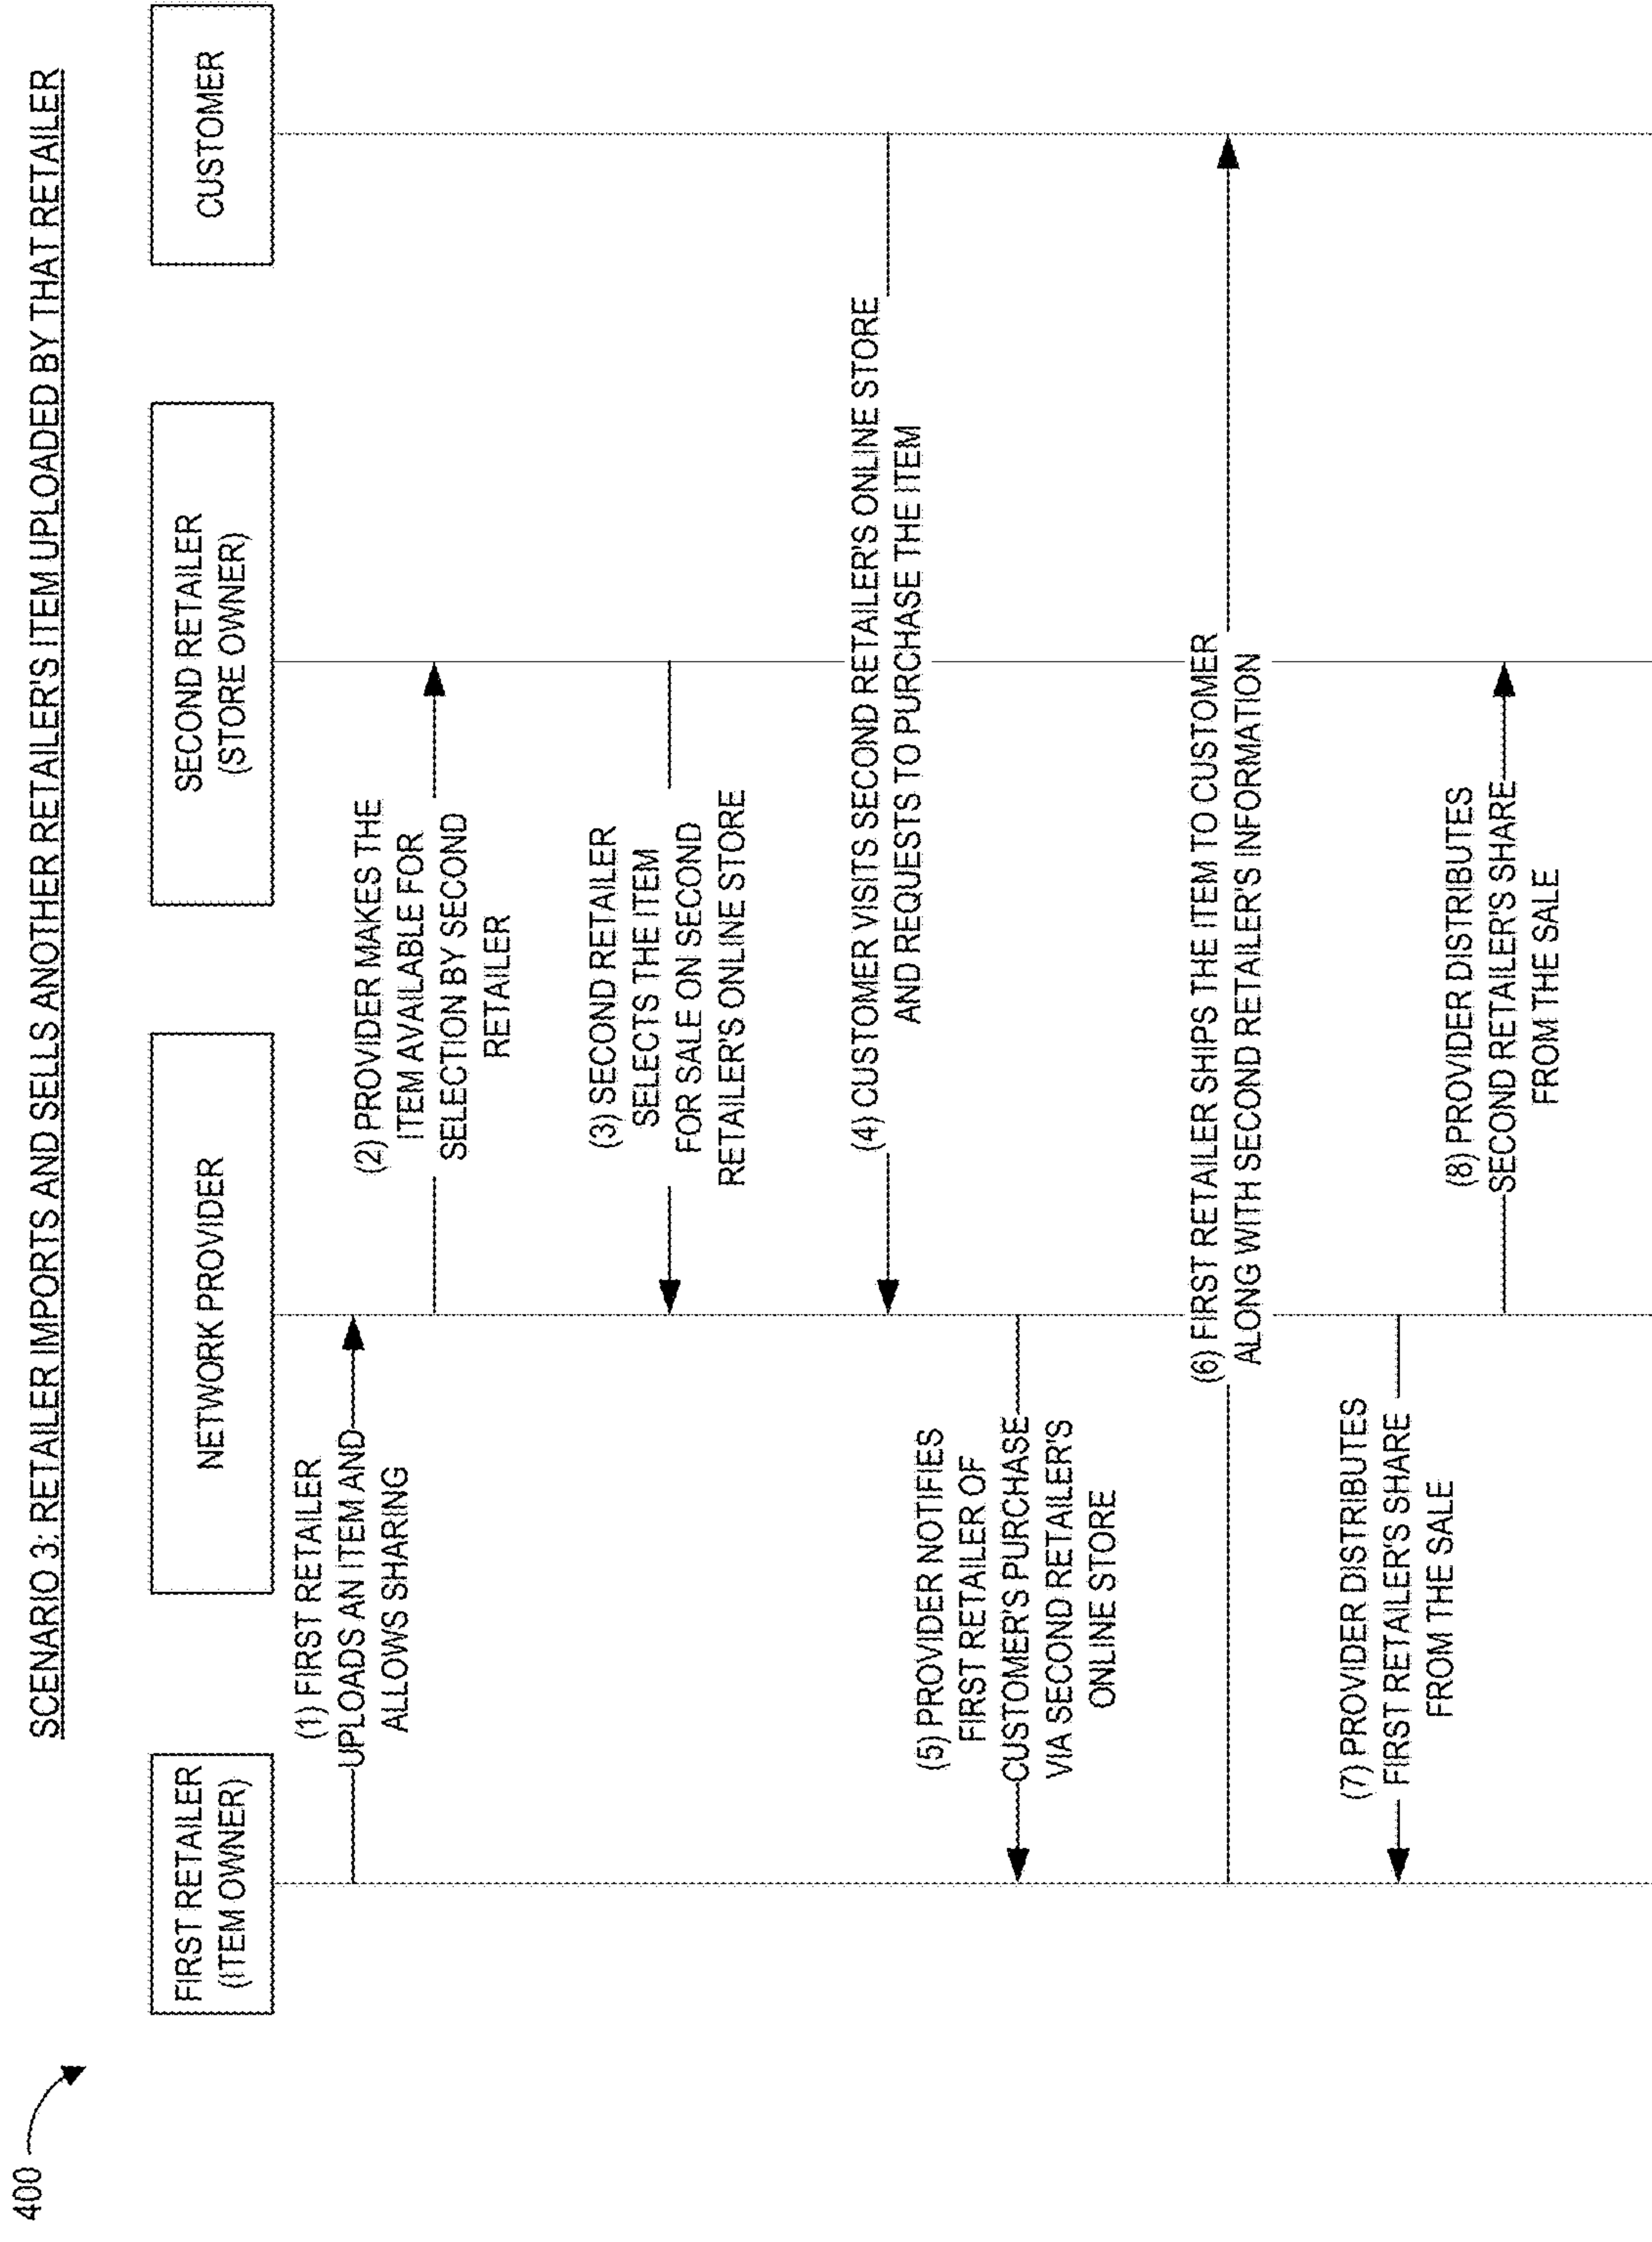 400
SCENARIO 3: RETAILER IMPORTS AND SELLS ANOTHER RETAILER'S ITEM UPLOADED BY THAT RETAILER
FIRST RETAILER
(ITEM OWNER)
NETWORK PROVIDER
SECOND RETAILER
(STORE OWNER)
CUSTOMER
(1) FIRST RETAILER
UPLOADS AN ITEM AND
ALLOWS SHARING
(2) PROVIDER MAKES THE
ITEM AVAILABLE FOR
SELECTION BY SECOND
RETAILER
(3) SECOND RETAILER
SELECTS THE ITEM
FOR SALE ON SECOND
RETAILER'S ONLINE STORE
(4) CUSTOMER VISITS SECOND RETAILER'S ONLINE STORE
AND REQUESTS TO PURCHASE THE ITEM
(5) PROVIDER NOTIFIES
FIRST RETAILER OF
CUSTOMER'S PURCHASE
VIA SECOND RETAILER'S
ONLINE STORE
(6) FIRST RETAILER SHIPS THE ITEM TO CUSTOMER
ALONG WITH SECOND RETAILER'S INFORMATION
(7) PROVIDER DISTRIBUTES
FIRST RETAILER'S SHARE
FROM THE SALE
(8) PROVIDER DISTRIBUTES
SECOND RETAILER'S SHARE
FROM THE SALE